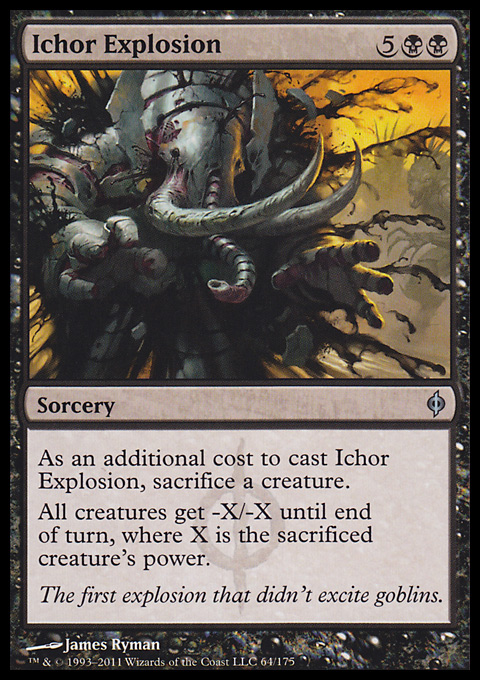 Ichor Explosion 5
Sorcery
As an additional cost to cast Ichor
Explosion, sacrifice a creature.
All creatures get -X/-X until end
of turn, where X is the sacrificed
creature's power.
The first explosion that didn't excite goblins.
James Ryman
™ & © 1993–2011 Wizards of the Coast LLC 64/175